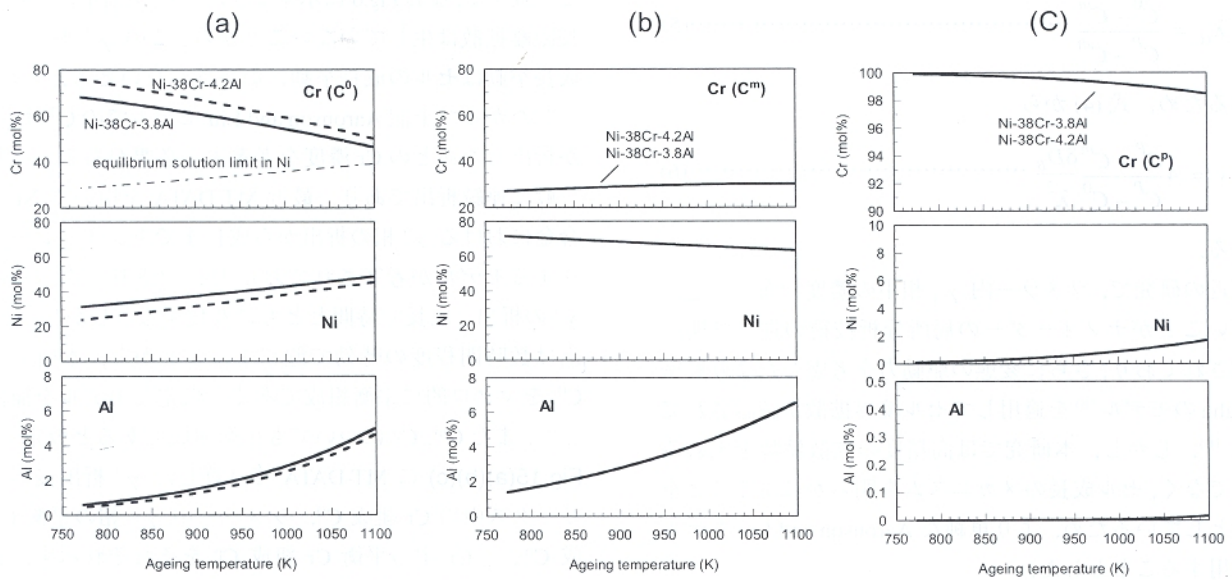 (a)
80
60
40
20
Cr (mol%)
Ni-38Cr-4.2Al
Cr (C⁰)
Ni-38Cr-3.8Al
equilibrium solution limit in Ni
80
60
40
20
0
Ni (mol%)
Ni
8
6
4
2
0
Al (mol%)
Al
750 800 850 900 950 1000 1050 1100
Ageing temperature (K)
(b)
80
60
40
20
Cr (mol%)
Cr (Cᵐ)
Ni-38Cr-4.2Al
Ni-38Cr-3.8Al
100
80
60
40
20
0
Ni (mol%)
Ni
8
6
4
2
0
Al (mol%)
Al
750 800 850 900 950 1000 1050 1100
Ageing temperature (K)
(C)
100
98
96
94
92
90
Cr (mol%)
Ni-38Cr-3.8Al
Ni-38Cr-4.2Al
Cr (Cᵖ)
10
8
6
4
2
0
Ni (mol%)
Ni
0.5
0.4
0.3
0.2
0.1
0
Al (mol%)
Al
750 800 850 900 950 1000 1050 1100
Ageing temperature (K)